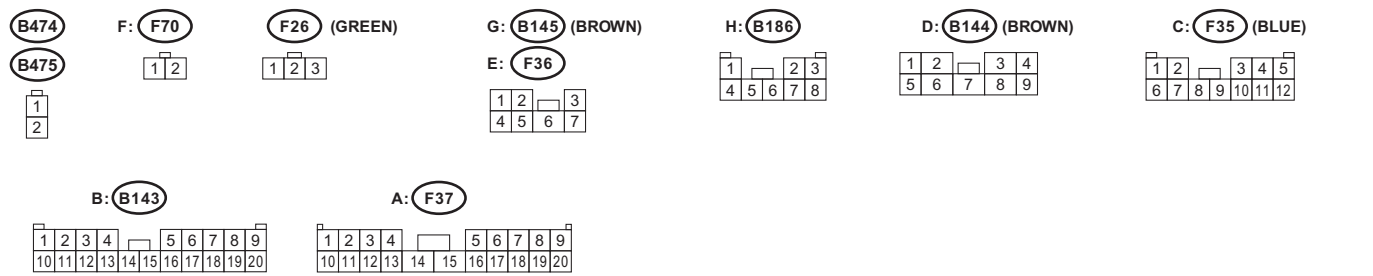 B474 F: F70 F26 (GREEN) G: B145 (BROWN) H: B186 D: B144 (BROWN) C: F35 (BLUE)
B475 E: F36
1 2
1 2 3
1 2 3
4 5 6 7
1 2 3
4 5 6 7 8
1 2 3 4
5 6 7 8 9
1 2 3 4 5
6 7 8 9 10 11 12
1
2
B: B143 A: F37
1 2 3 4 5 6 7 8 9
10 11 12 13 14 15 16 17 18 19 20
1 2 3 4 5 6 7 8 9
10 11 12 13 14 15 16 17 18 19 20